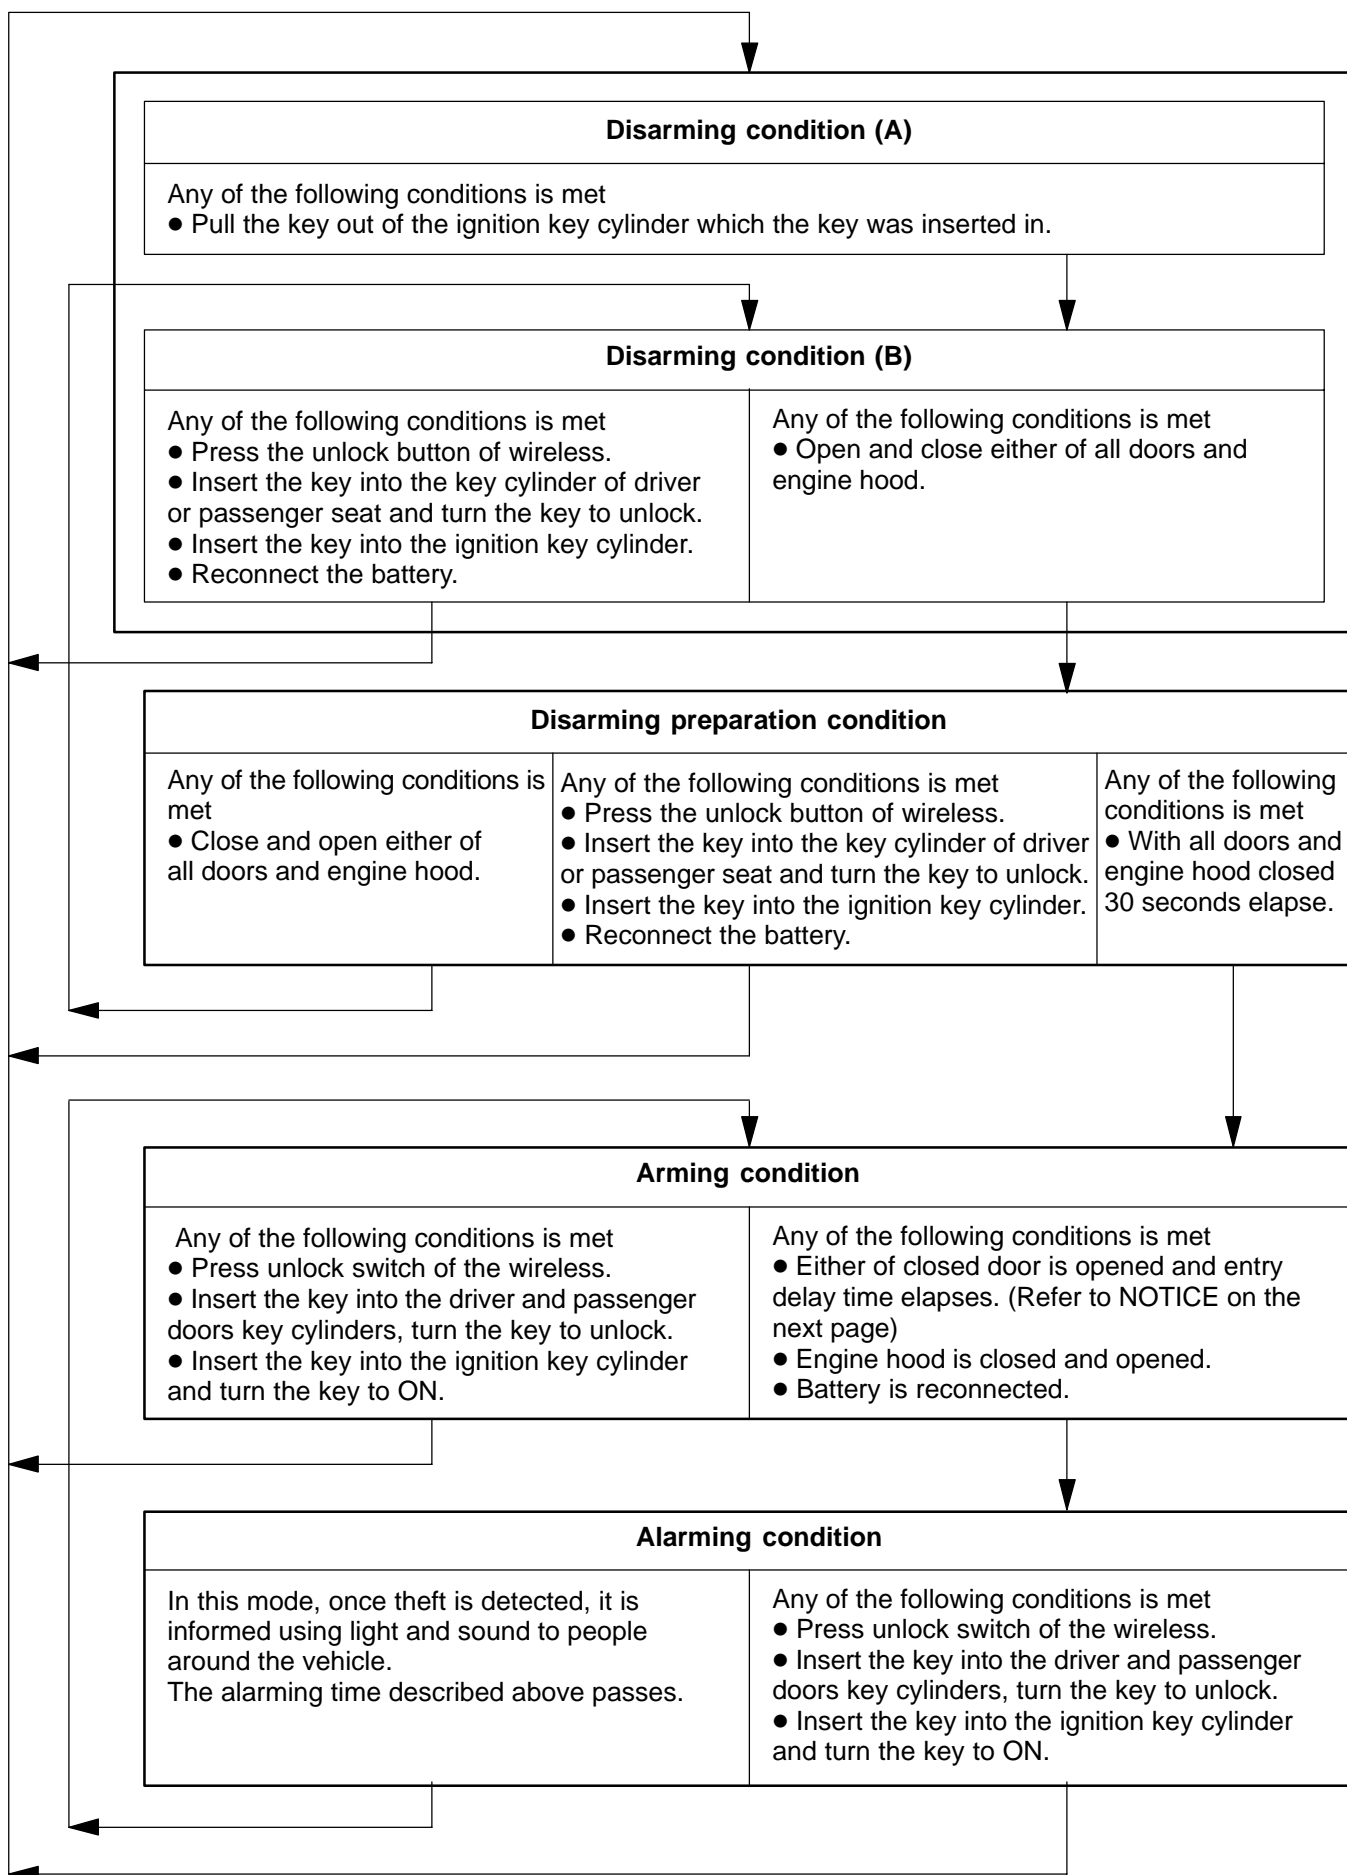 Disarming condition (A)
Any of the following conditions is met
● Pull the key out of the ignition key cylinder which the key was inserted in.
Disarming condition (B)
Any of the following conditions is met
● Press the unlock button of wireless.
● Insert the key into the key cylinder of driver
or passenger seat and turn the key to unlock.
● Insert the key into the ignition key cylinder.
● Reconnect the battery.
Any of the following conditions is met
● Open and close either of all doors and
engine hood.
Disarming preparation condition
Any of the following conditions is
met
● Close and open either of
all doors and engine hood.
Any of the following conditions is met
● Press the unlock button of wireless.
● Insert the key into the key cylinder of driver
or passenger seat and turn the key to unlock.
● Insert the key into the ignition key cylinder.
● Reconnect the battery.
Any of the following
conditions is met
● With all doors and
engine hood closed
30 seconds elapse.
Arming condition
Any of the following conditions is met
● Press unlock switch of the wireless.
● Insert the key into the driver and passenger
doors key cylinders, turn the key to unlock.
● Insert the key into the ignition key cylinder
and turn the key to ON.
Any of the following conditions is met
● Either of closed door is opened and entry
delay time elapses. (Refer to NOTICE on the
next page)
● Engine hood is closed and opened.
● Battery is reconnected.
Alarming condition
In this mode, once theft is detected, it is
informed using light and sound to people
around the vehicle.
The alarming time described above passes.
Any of the following conditions is met
● Press unlock switch of the wireless.
● Insert the key into the driver and passenger
doors key cylinders, turn the key to unlock.
● Insert the key into the ignition key cylinder
and turn the key to ON.